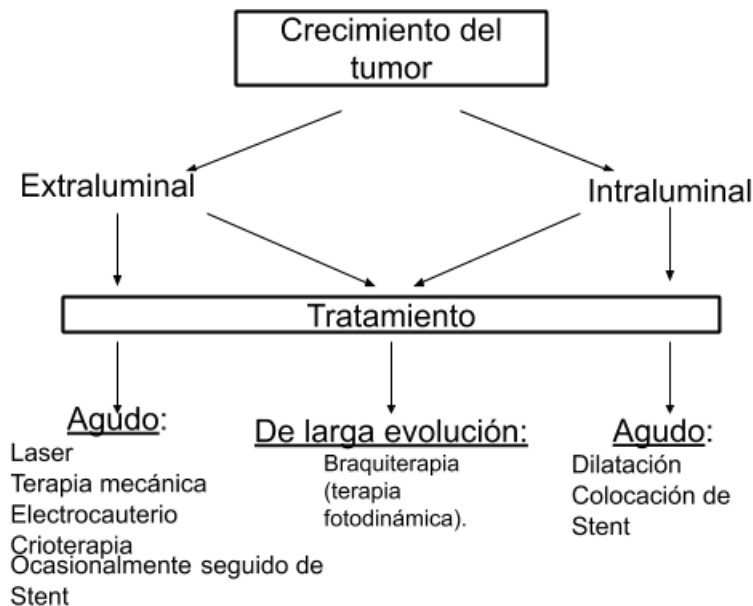 Crecimiento del
tumor
Extraluminal
Intraluminal
Tratamiento
Agudo:
Laser
Terapia mecánica
Electrocauterio
Crioterapia
Ocasionalmente seguido de
Stent
De larga evolución:
Braquiterapia
(terapia
fotodinámica).
Agudo:
Dilatación
Colocación de
Stent